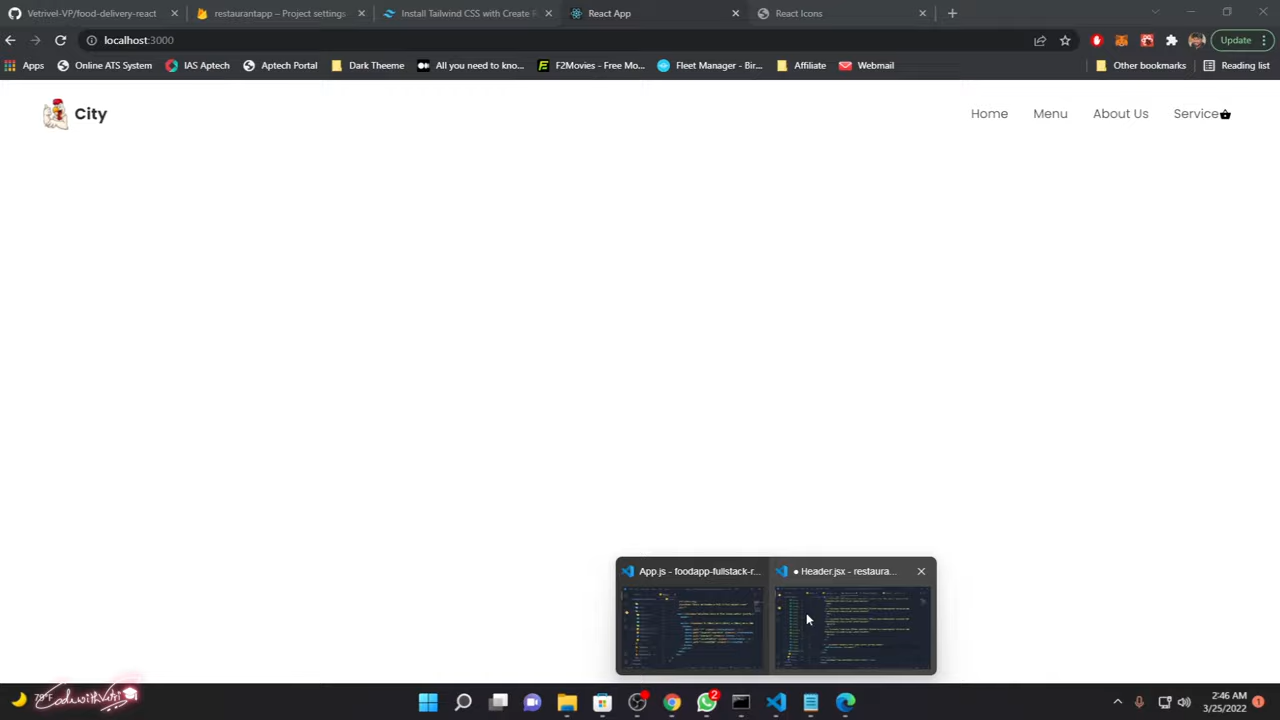 Vetrivel-VP/food-delivery-react
restaurantapp – Project settings
Install Tailwind CSS with Create R
React App
React Icons
localhost:3000
Update
Apps
Online ATS System
IAS Aptech
Aptech Portal
Dark Theeme
All you need to kno...
F2Movies - Free Mo...
Fleet Manager - Bir...
Affiliate
Webmail
Other bookmarks
Reading list
City
Home
Menu
About Us
Service
App.js - foodapp-fullstack-r...
● Header.jsx - restaura...
2
2:46 AM
3/25/2022
1